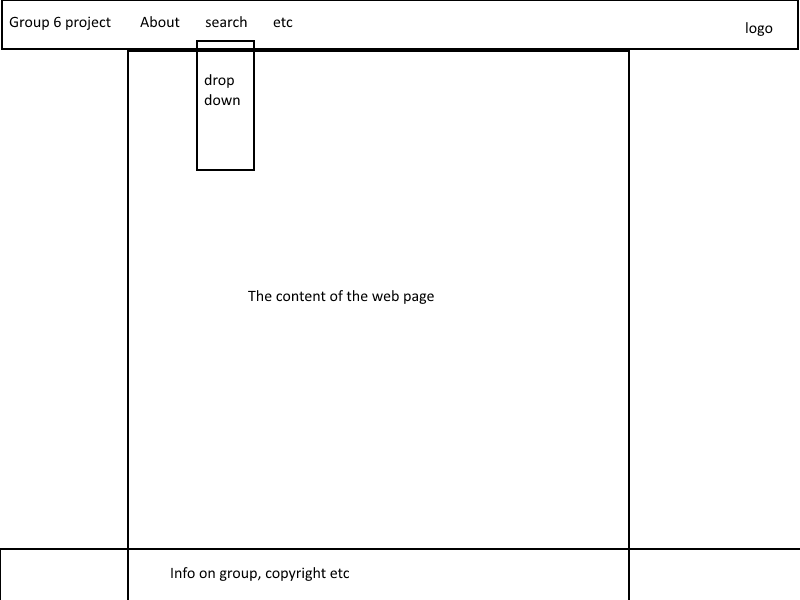 Group 6 project About search etc
logo
drop
down
The content of the web page
Info on group, copyright etc